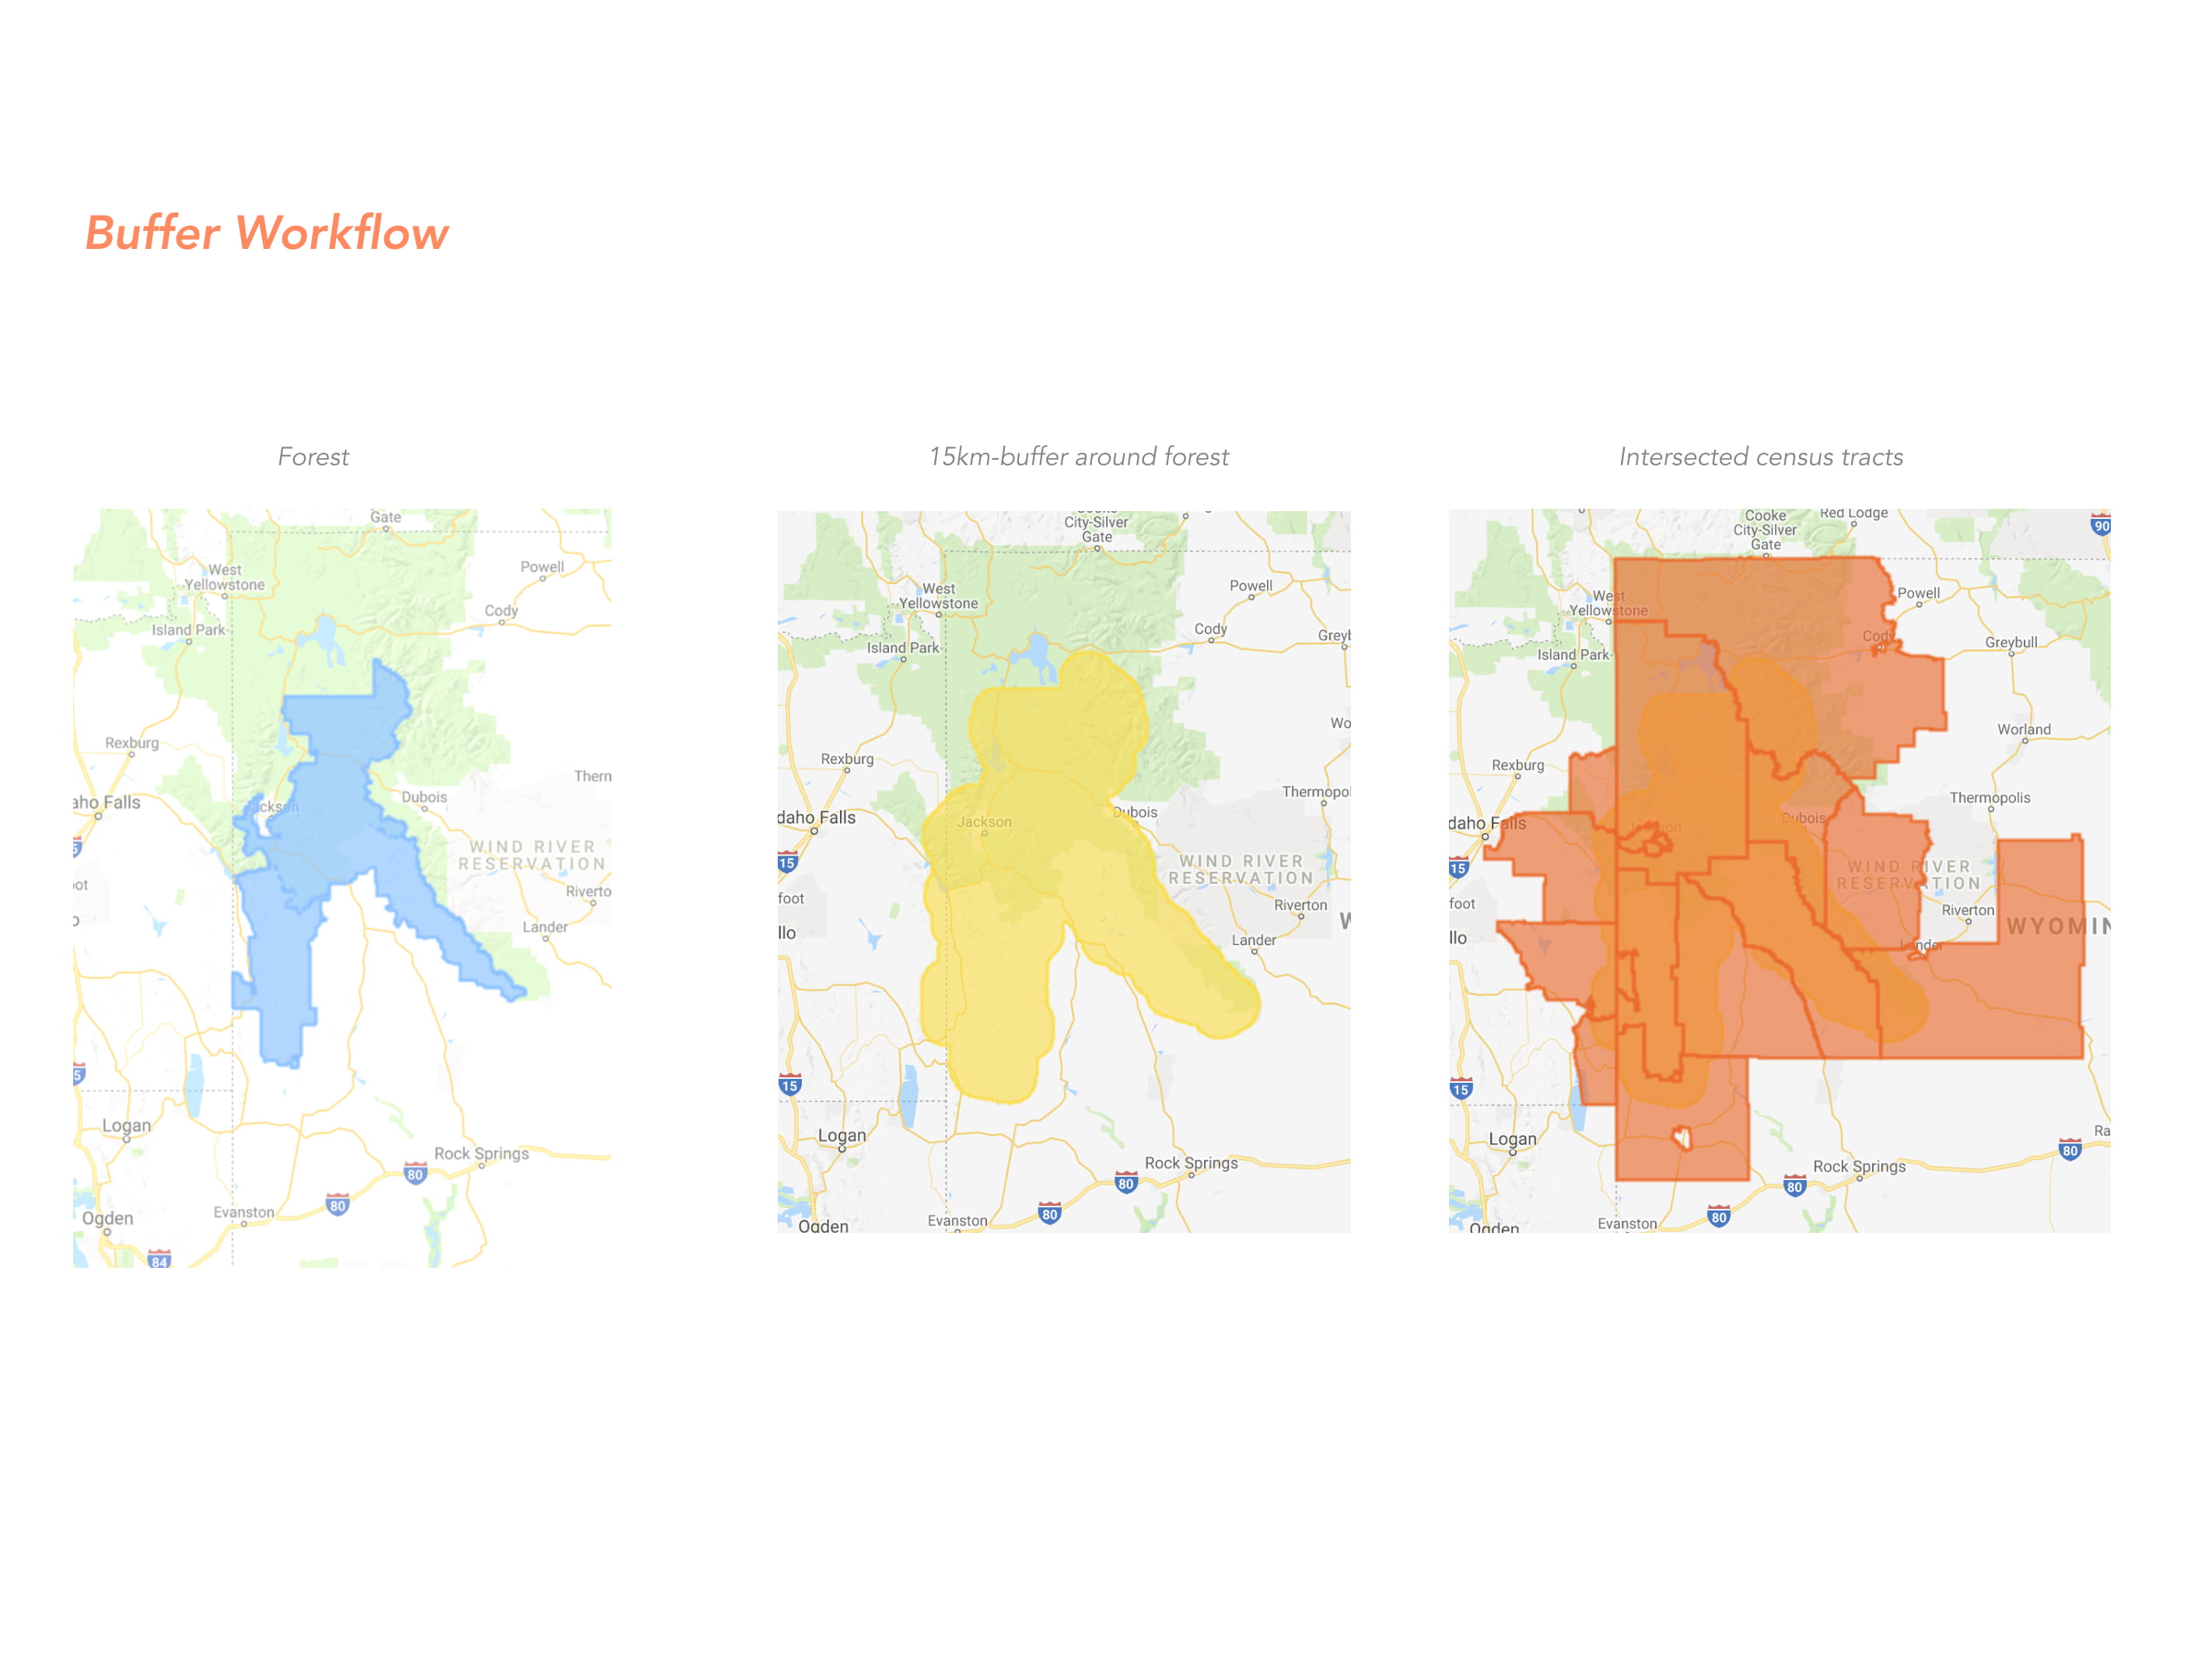 Buffer Workflow
Forest
15km-buffer around forest
Intersected census tracts
Gate
West
Yellowstone
Powell
Cody
Island Park
Rexburg
Thern
aho Falls
Jackson
Dubois
WIND RIVER
RESERVATION
oot
Riverto
Lander
Logan
Rock Springs
80
80
Ogden
Evanston
84
City-Silver
Gate
West
Yellowstone
Powell
Cody
Greyb
Island Park
Wo
Rexburg
Thermopol
daho Falls
Jackson
Dubois
15
WIND RIVER
RESERVATION
foot
Riverton
W
llo
Lander
15
Logan
Rock Springs
80
80
Ogden
Evanston
Cooke
City-Silver
Gate
Red Lodge
90
West
Yellowstone
Powell
Cody
Greybull
Island Park
Worland
Rexburg
Thermopolis
daho Falls
Dubois
15
WIND RIVER
RESERVATION
foot
Riverton
WYOMIN
llo
Lander
15
Logan
Ra
80
Rock Springs
80
80
Ogden
Evanston